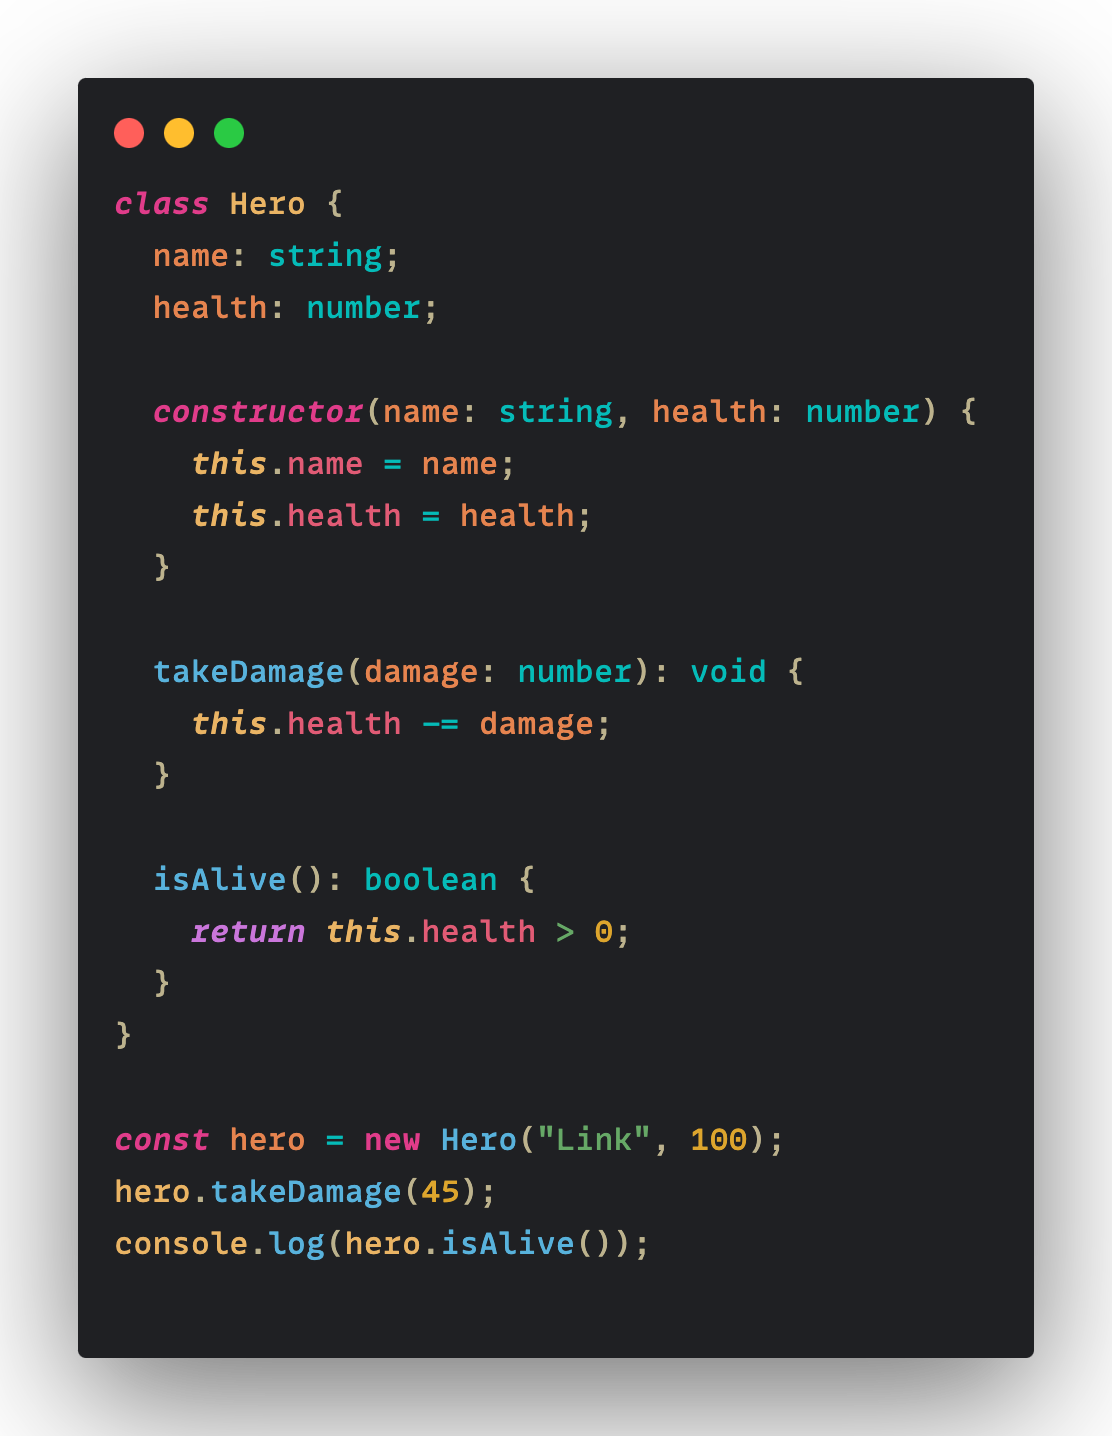 class Hero {
  name: string;
  health: number;

  constructor(name: string, health: number) {
    this.name = name;
    this.health = health;
  }

  takeDamage(damage: number): void {
    this.health -= damage;
  }

  isAlive(): boolean {
    return this.health > 0;
  }
}

const hero = new Hero("Link", 100);
hero.takeDamage(45);
console.log(hero.isAlive());